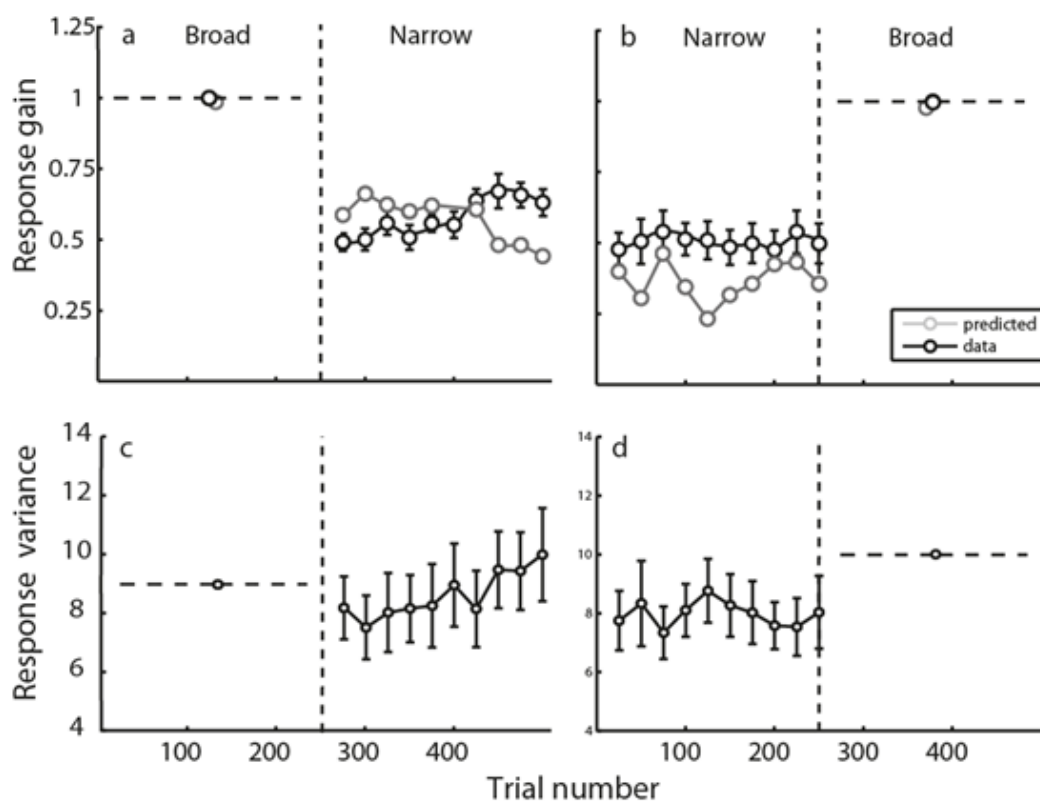 a Broad Narrow
b Narrow Broad
Response gain
1.25
1
0.75
0.5
0.25
predicted
data
c
d
Response variance
14
12
10
8
6
4
14
12
10
8
6
4
100 200 300 400
100 200 300 400
Trial number